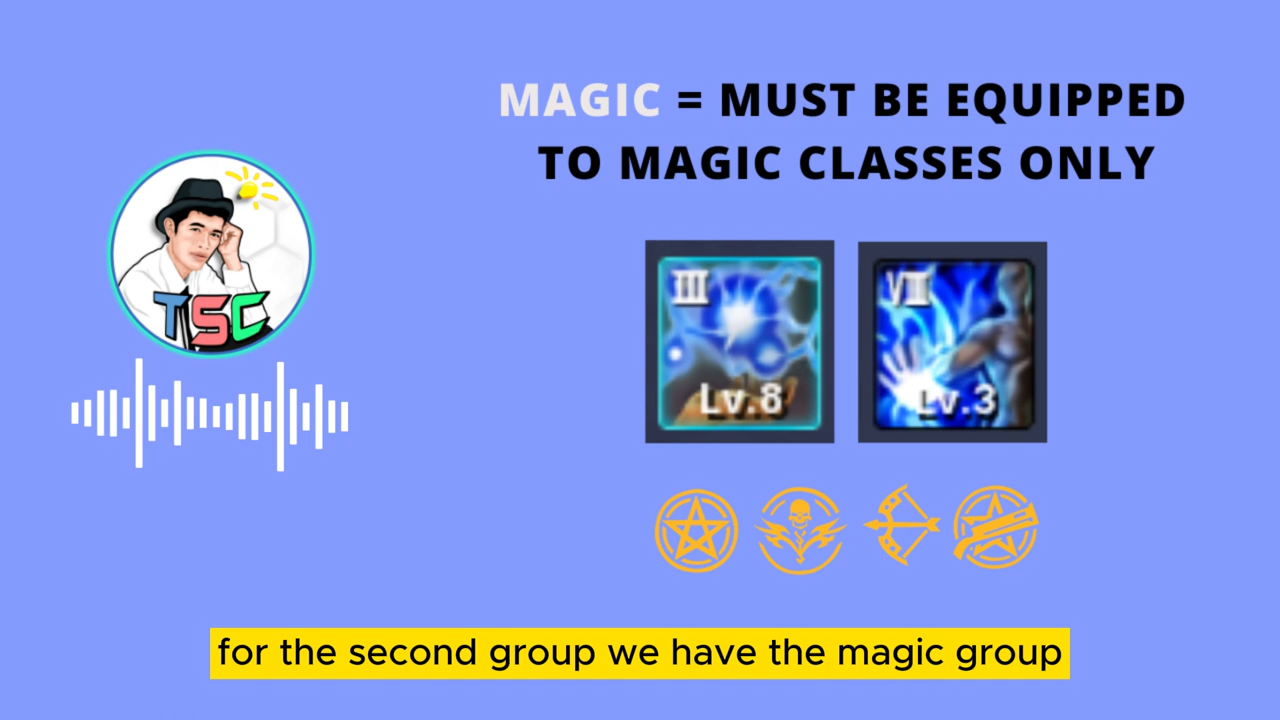 MAGIC = MUST BE EQUIPPED
TO MAGIC CLASSES ONLY
TSC
III
Lv.8
VIII
Lv.3
for the second group we have the magic group